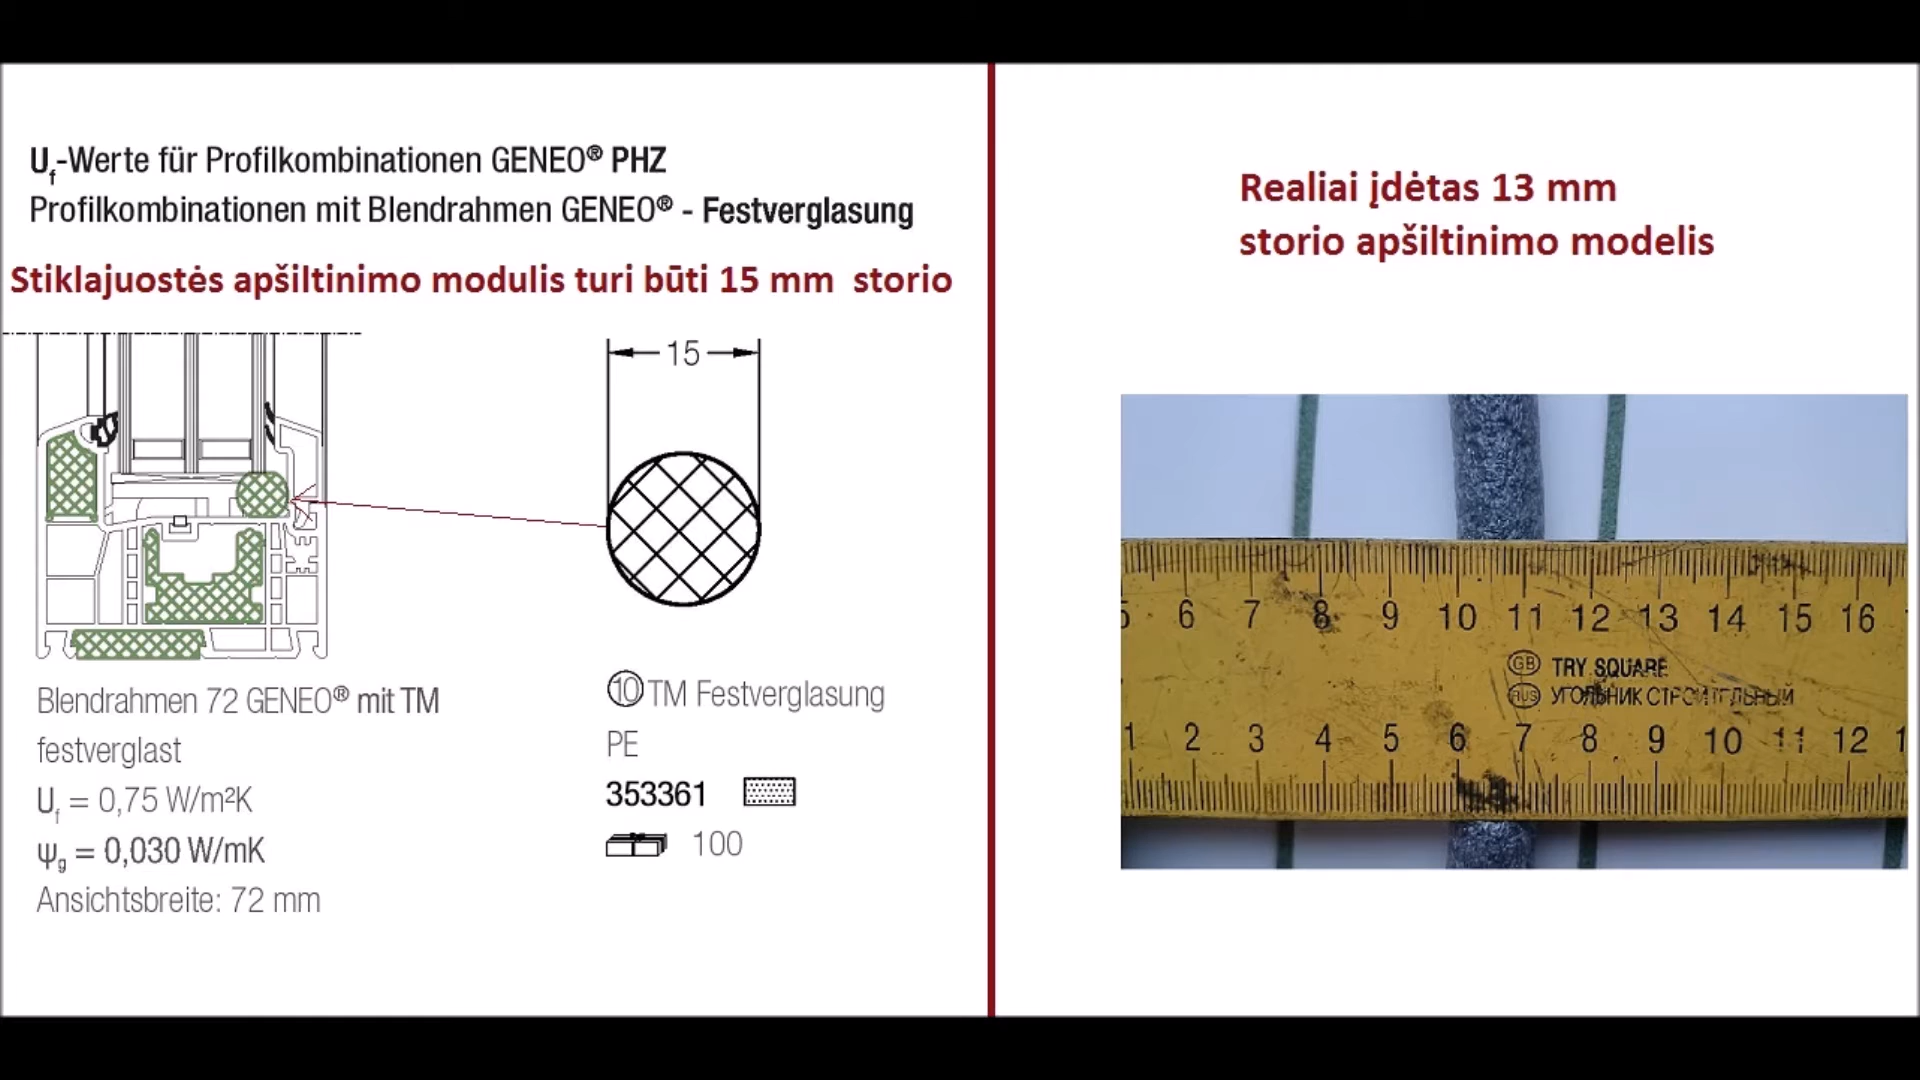 Uf-Werte für Profilkombinationen GENEO® PHZ
Profilkombinationen mit Blendrahmen GENEO® - Festverglasung
Stiklajuostės apšiltinimo modulis turi būti 15 mm storio
15
Blendrahmen 72 GENEO® mit TM
festverglast
Uf = 0,75 W/m²K
ψg = 0,030 W/mK
Ansichtsbreite: 72 mm
⑩ TM Festverglasung
PE
353361
100
Realiai įdėtas 13 mm
storio apšiltinimo modelis
5 6 7 8 9 10 11 12 13 14 15 16
GB TRY SQUARE
RUS УГОЛЬНИК СТРОИТЕЛЬНЫЙ
1 2 3 4 5 6 7 8 9 10 11 12 1